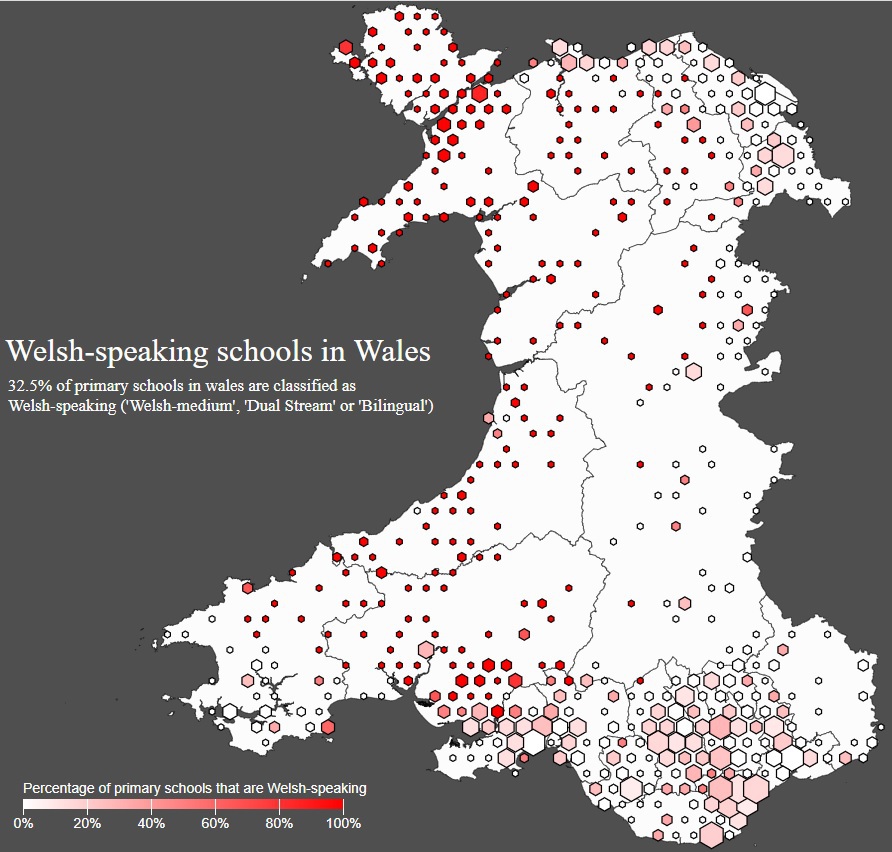 Welsh-speaking schools in Wales
32.5% of primary schools in wales are classified as
Welsh-speaking ('Welsh-medium', 'Dual Stream' or 'Bilingual')
Percentage of primary schools that are Welsh-speaking
0% 20% 40% 60% 80% 100%